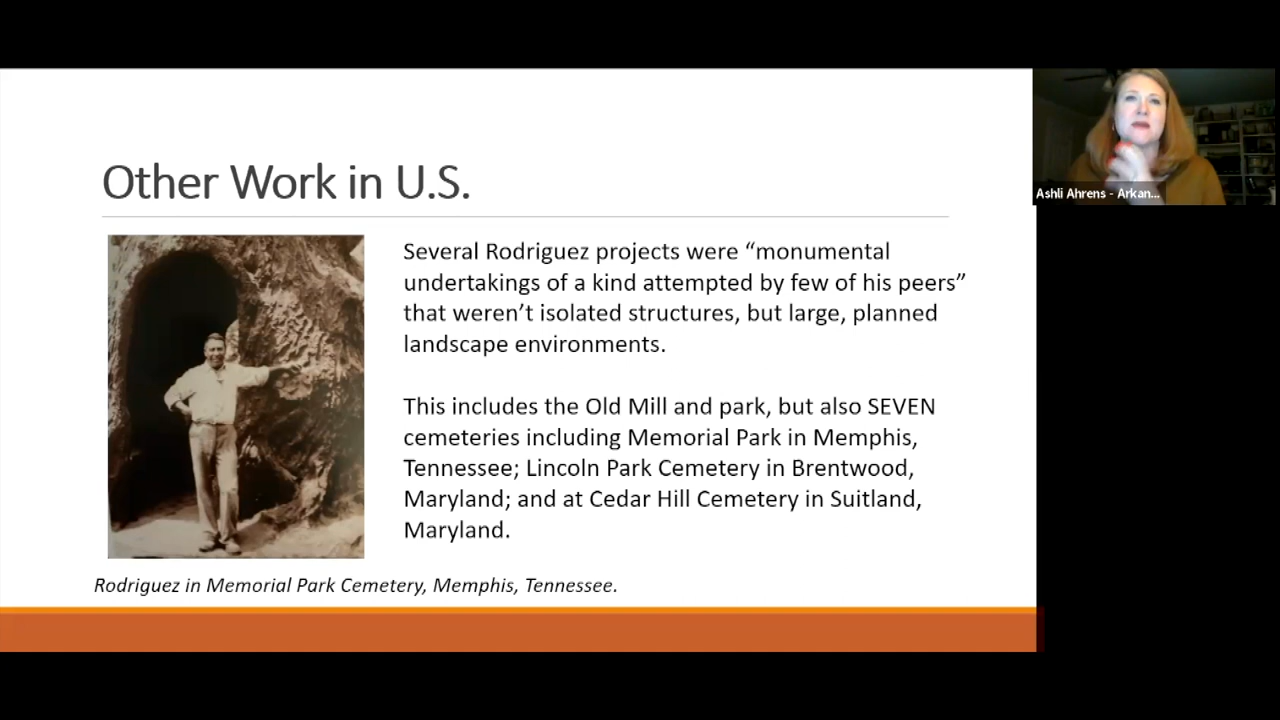 Other Work in U.S.
Several Rodriguez projects were “monumental
undertakings of a kind attempted by few of his peers”
that weren’t isolated structures, but large, planned
landscape environments.
This includes the Old Mill and park, but also SEVEN
cemeteries including Memorial Park in Memphis,
Tennessee; Lincoln Park Cemetery in Brentwood,
Maryland; and at Cedar Hill Cemetery in Suitland,
Maryland.
Rodriguez in Memorial Park Cemetery, Memphis, Tennessee.
Ashli Ahrens - Arkan...